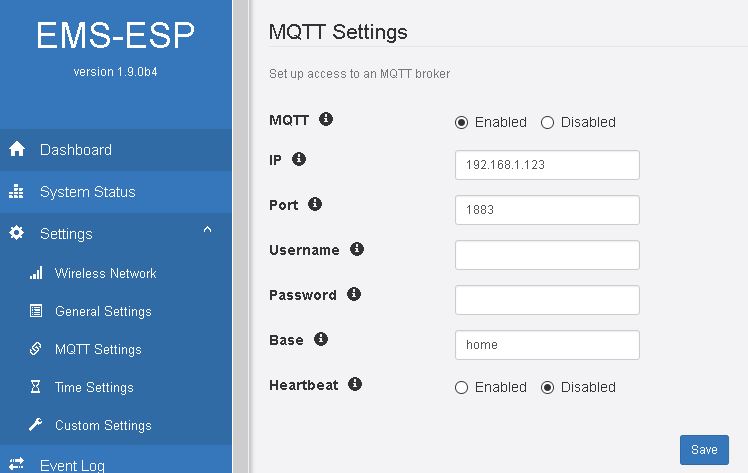 EMS-ESP
version 1.9.0b4
Dashboard
System Status
Settings
Wireless Network
General Settings
MQTT Settings
Time Settings
Custom Settings
Event Log
MQTT Settings
Set up access to an MQTT broker
MQTT Enabled Disabled
IP 192.168.1.123
Port 1883
Username
Password
Base home
Heartbeat Enabled Disabled
Save